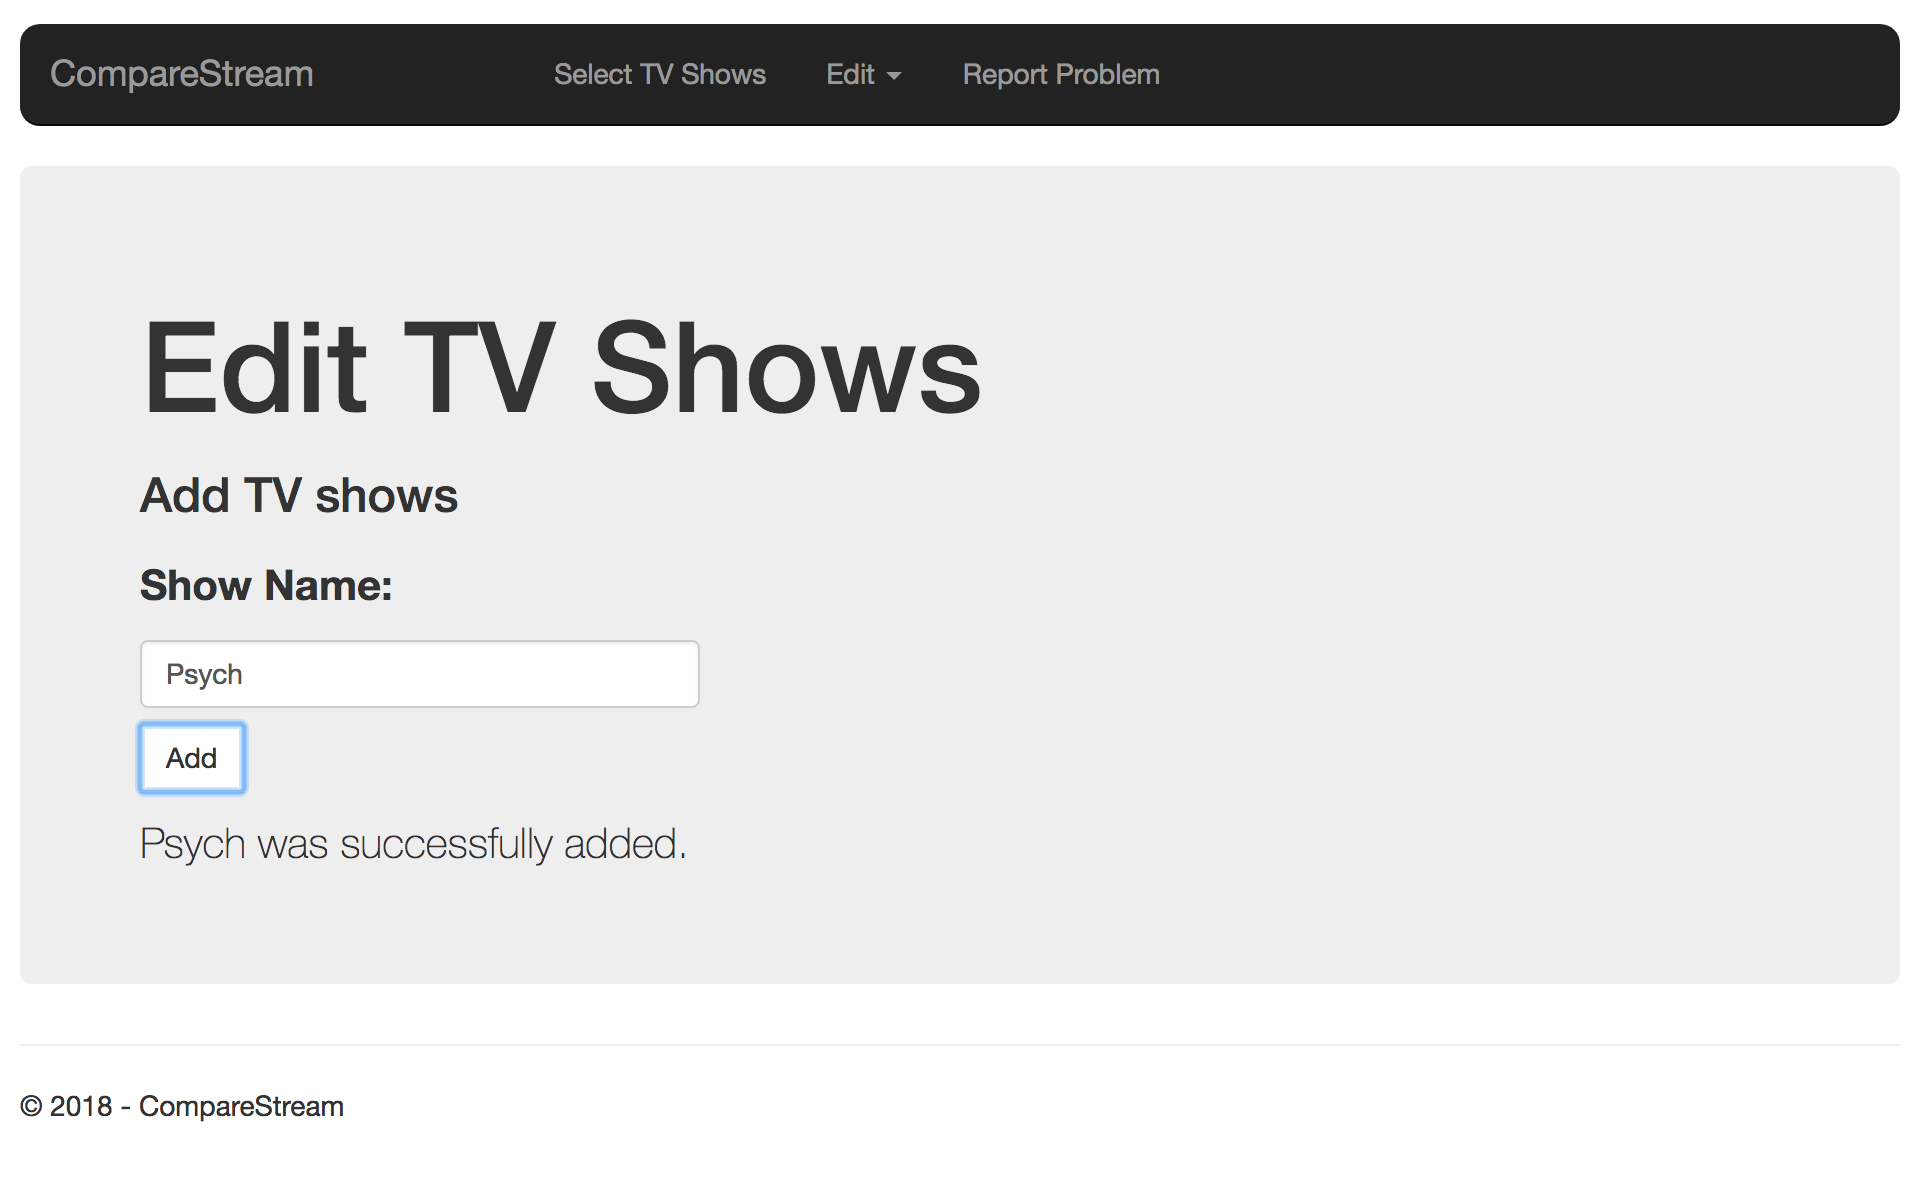 CompareStream Select TV Shows Edit Report Problem
Edit TV Shows
Add TV shows
Show Name:
Psych
Add
Psych was successfully added.
© 2018 - CompareStream